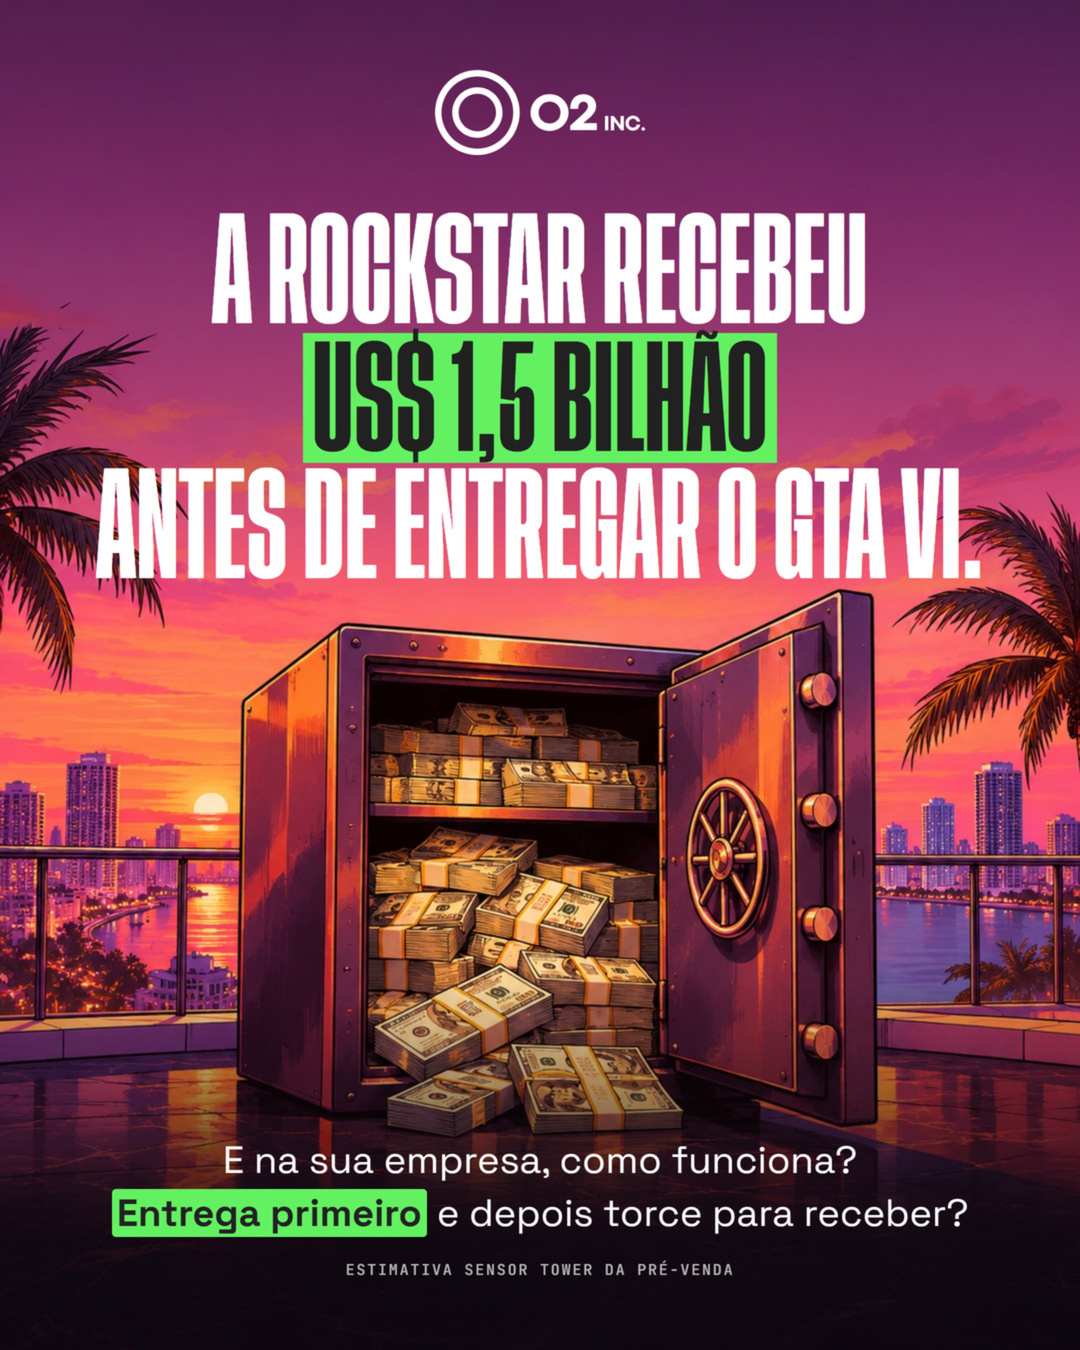 O2 INC.
A ROCKSTAR RECEBEU
US$ 1,5 BILHÃO
ANTES DE ENTREGAR O GTA VI.
E na sua empresa, como funciona?
Entrega primeiro e depois torce para receber?
ESTIMATIVA SENSOR TOWER DA PRÉ-VENDA